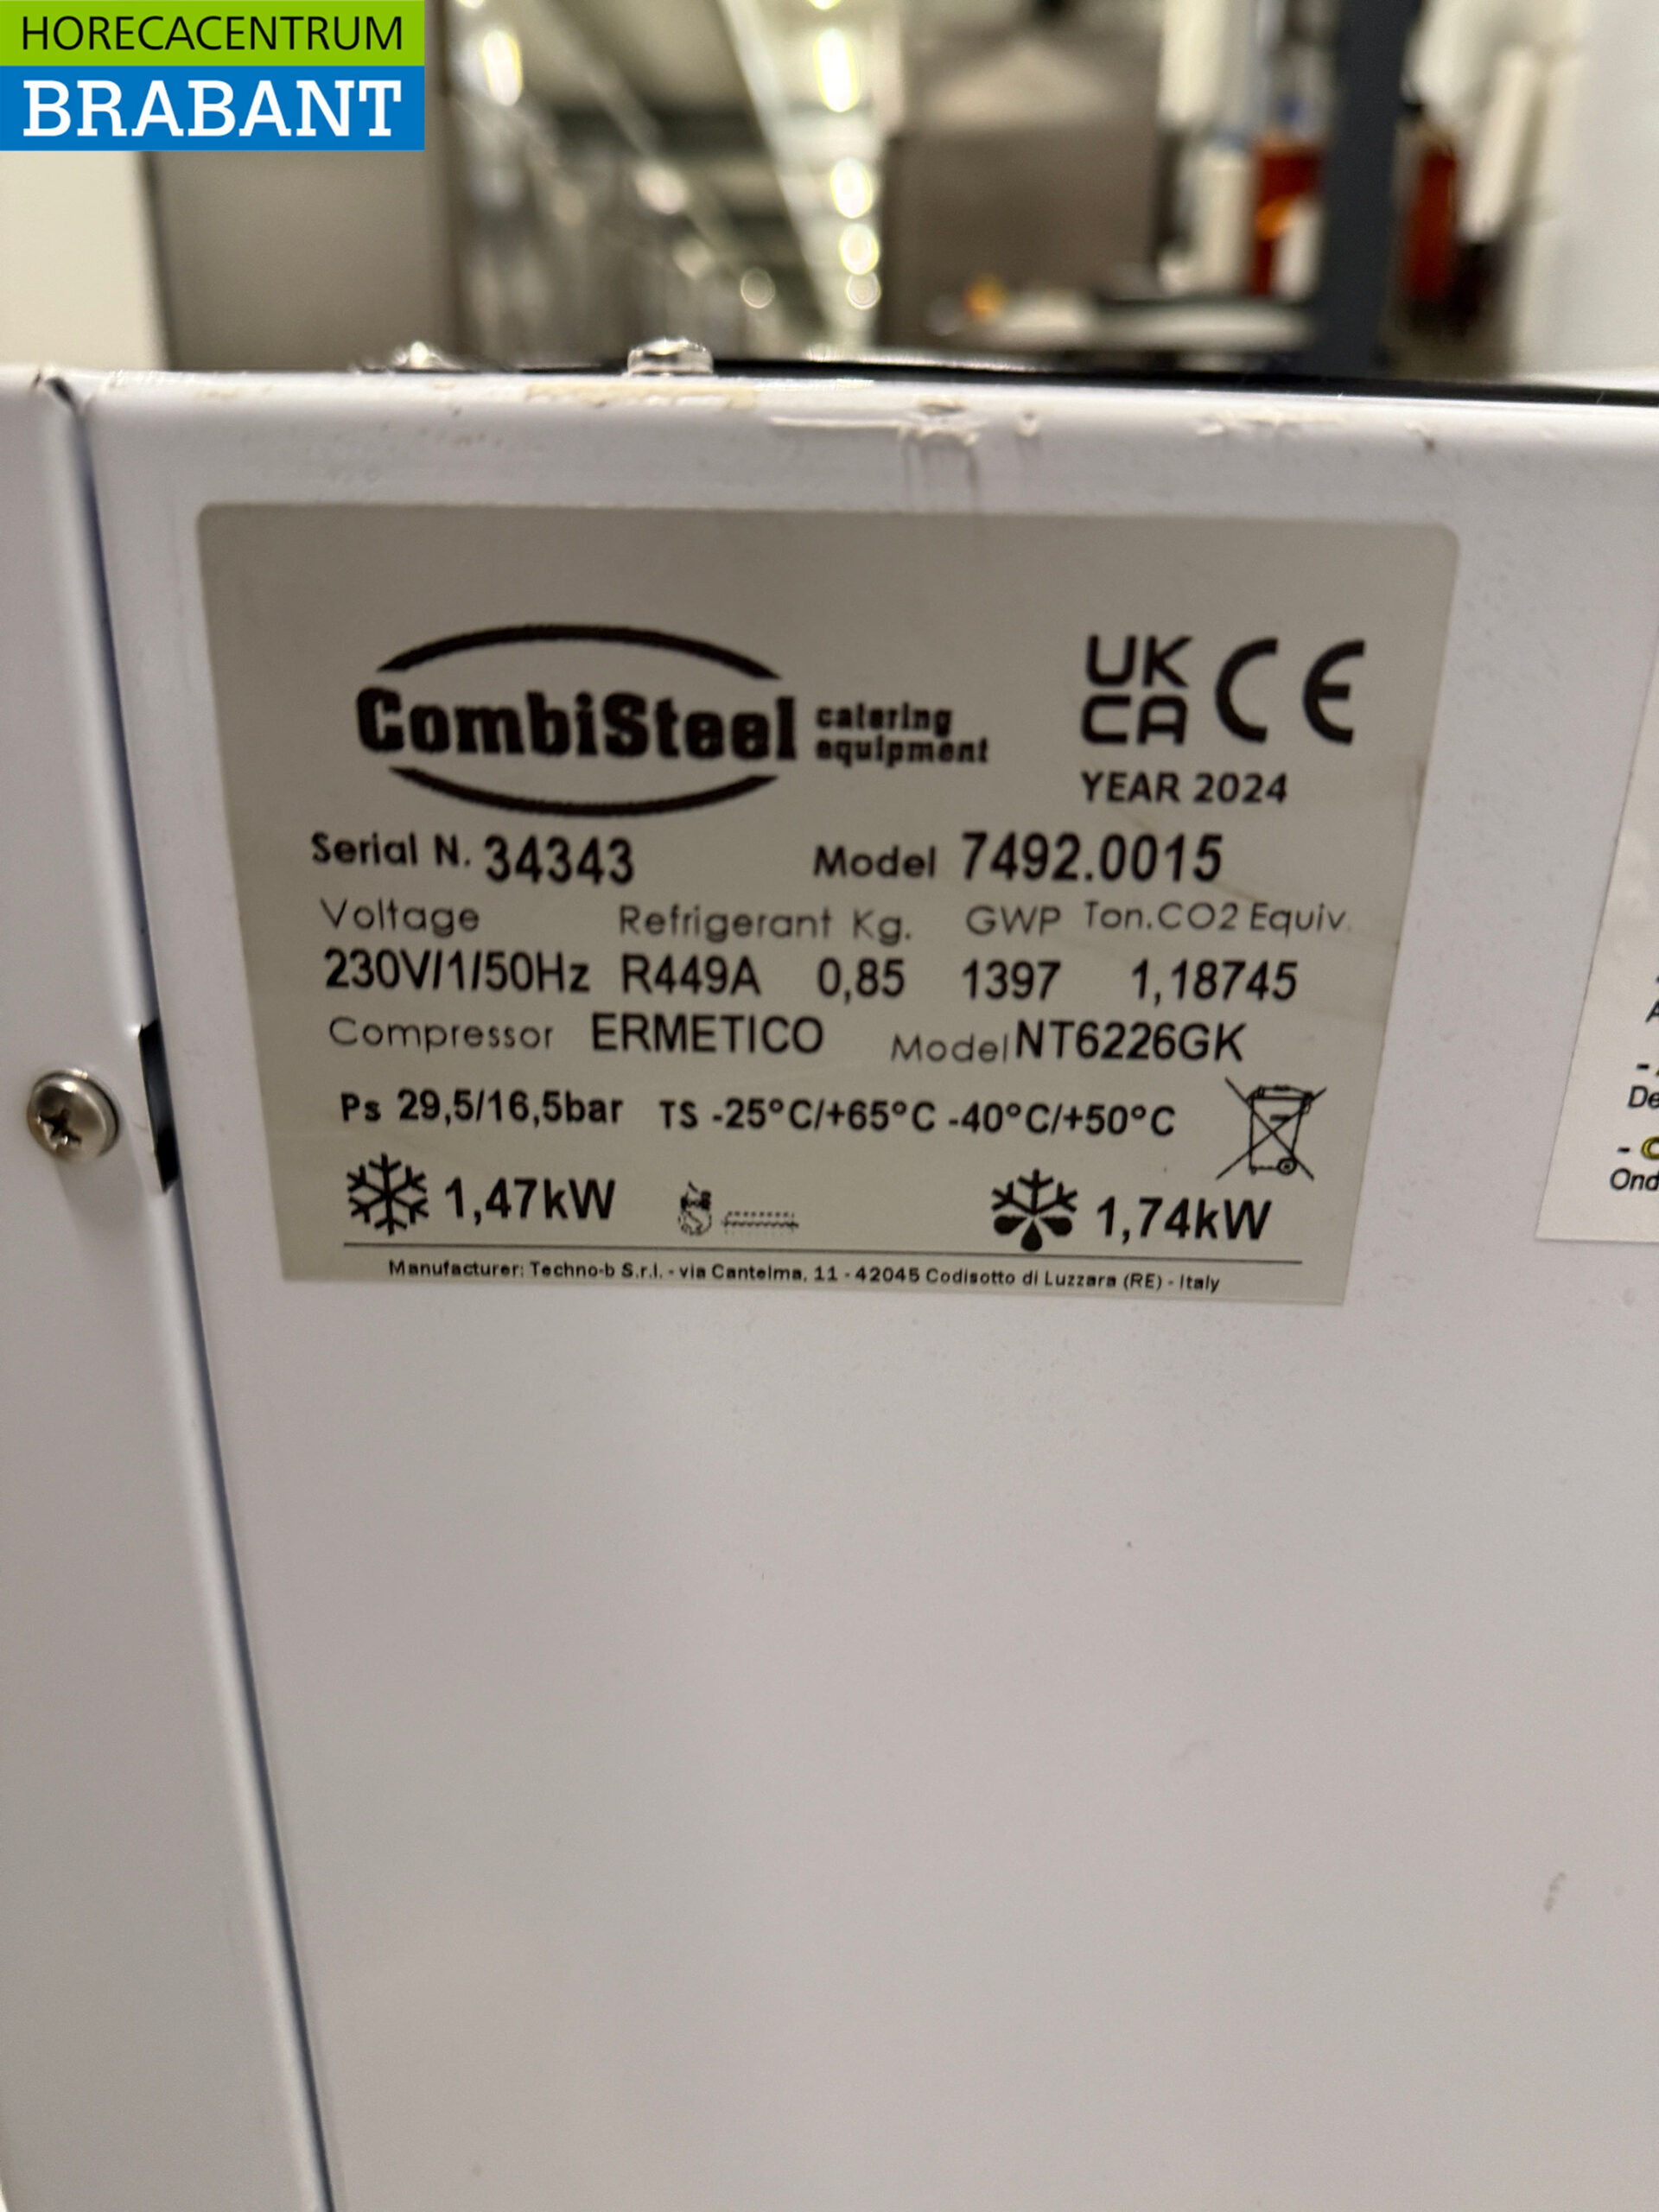 HORECACENTRUM
BRABANT
CombiSteel catering equipment
UK CA CE
YEAR 2024
Serial N. 34343 Model 7492.0015
Voltage Refrigerant Kg. GWP Ton.CO2 Equiv.
230V/1/50Hz R449A 0,85 1397 1,18745
Compressor ERMETICO Model NT6226GK
Ps 29,5/16,5bar TS -25°C/+65°C -40°C/+50°C
1,47kW 1,74kW
Manufacturer: Techno-b S.r.l. - via Cantelma, 11 - 42045 Codisotto di Luzzara (RE) - Italy
A
-
De
-
Ond